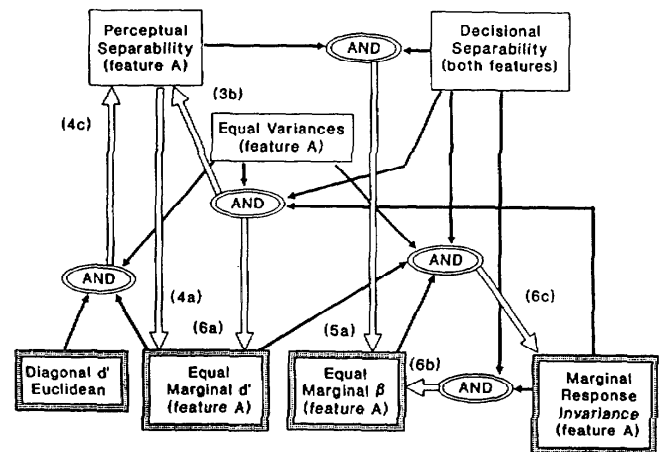 Perceptual
Separability
(feature A)
AND
Decisional
Separability
(both features)
(3b)
(4c)
Equal Variances
(feature A)
AND
AND
AND
(4a)
(6a)
(5a)
(6c)
(6b)
Diagonal d'
Euclidean
Equal
Marginal d'
(feature A)
Equal
Marginal β
(feature A)
AND
Marginal
Response
Invariance
(feature A)